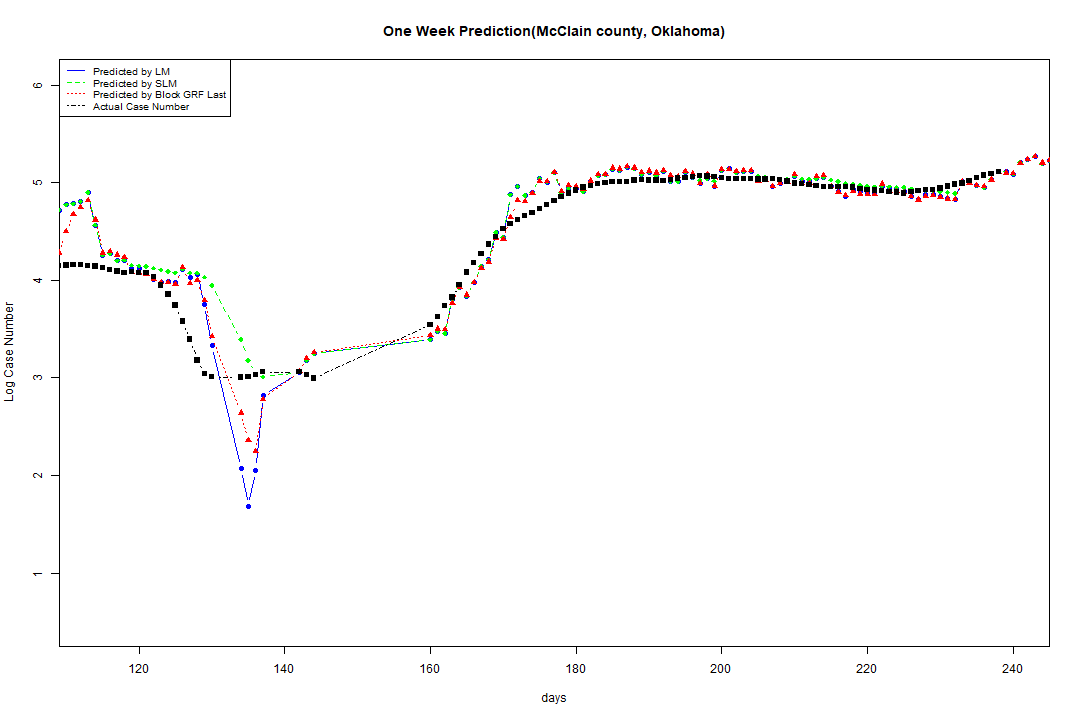 One Week Prediction(McClain county, Oklahoma)
Predicted by LM
Predicted by SLM
Predicted by Block GRF Last
Actual Case Number
6
5
4
3
2
1
Log Case Number
120 140 160 180 200 220 240
days